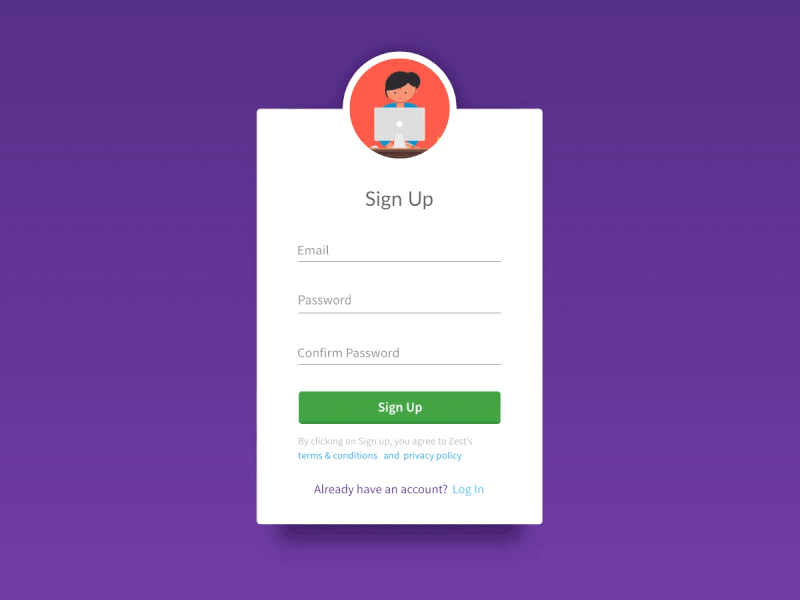 Sign Up
Email
Password
Confirm Password
Sign Up
By clicking on Sign up, you agree to Zest's
terms & conditions and privacy policy
Already have an account? Log In